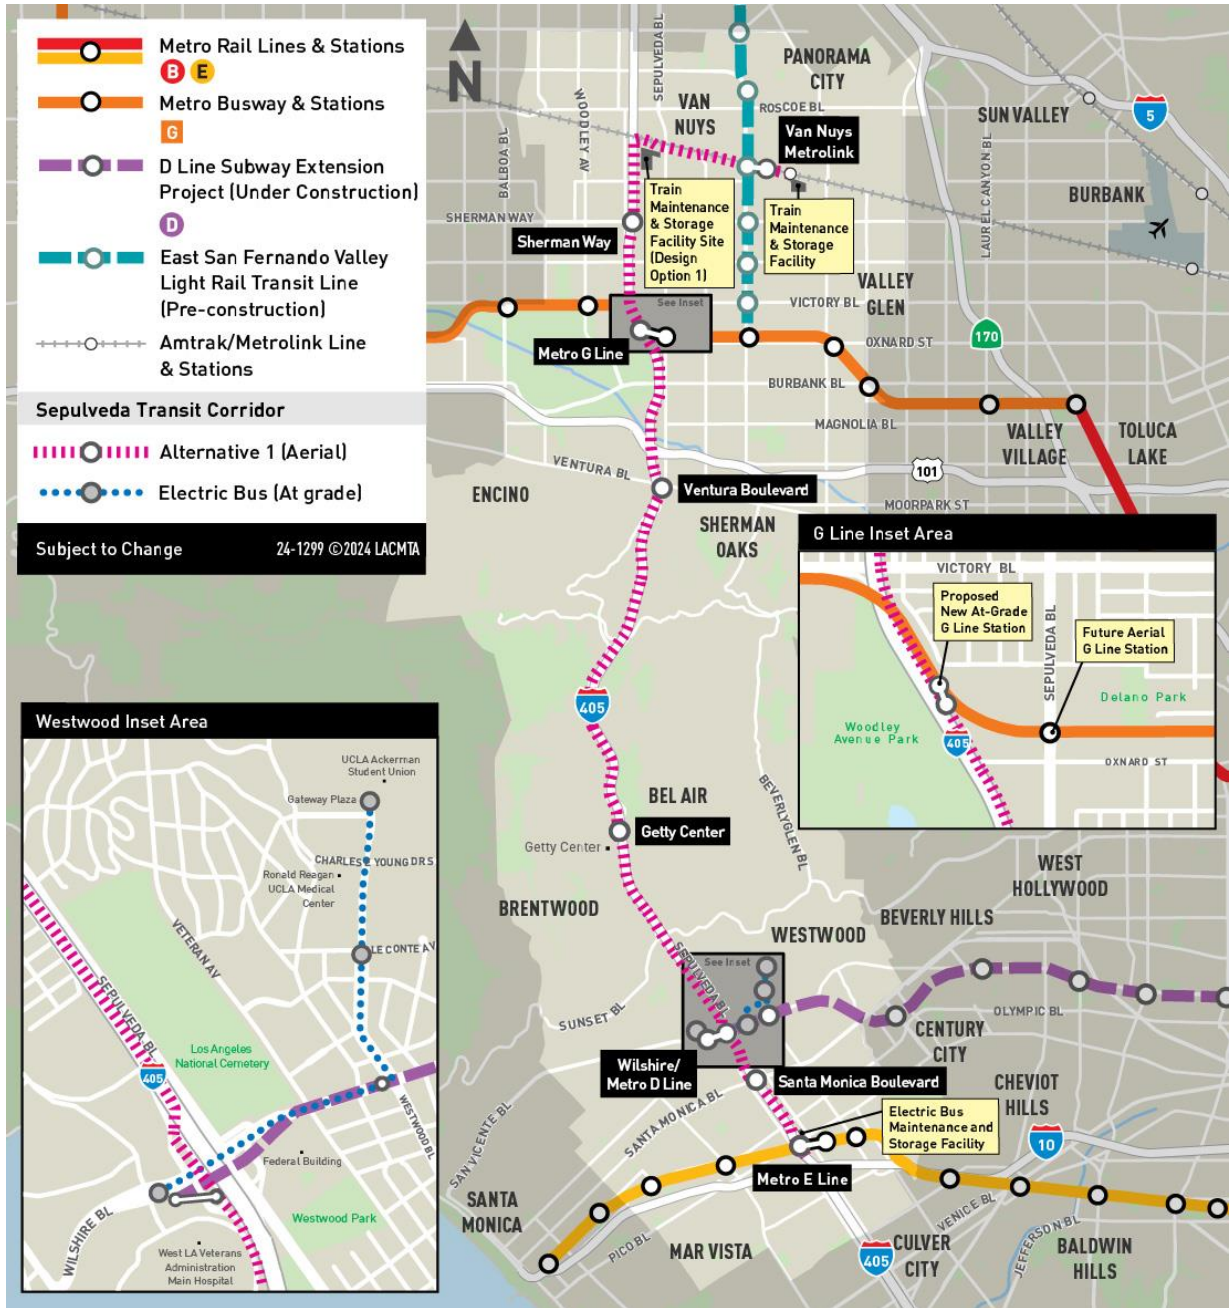 Metro Rail Lines & Stations
B E
Metro Busway & Stations
G
D Line Subway Extension
Project (Under Construction)
D
East San Fernando Valley
Light Rail Transit Line
(Pre-construction)
Amtrak/Metrolink Line
& Stations
Sepulveda Transit Corridor
Alternative 1 (Aerial)
Electric Bus (At grade)
Subject to Change
24-1299 ©2024 LACMTA
N
SEPULVEDA BL
PANORAMA
CITY
WOODLEY AV
VAN
NUYS
ROSCOE BL
SUN VALLEY
5
BALBOA BL
Van Nuys
Metrolink
LAUREL CANYON BL
BURBANK
SHERMAN WAY
Sherman Way
Train
Maintenance
& Storage
Facility Site
(Design
Option 1)
Train
Maintenance
& Storage
Facility
VALLEY
GLEN
See Inset
VICTORY BL
170
Metro G Line
OXNARD ST
BURBANK BL
MAGNOLIA BL
VALLEY
VILLAGE
TOLUCA
LAKE
VENTURA BL
101
ENCINO
Ventura Boulevard
MOORPARK ST
SHERMAN
OAKS
G Line Inset Area
VICTORY BL
Proposed
New At-Grade
G Line Station
SEPULVEDA BL
Future Aerial
G Line Station
Delano Park
Woodley
Avenue Park
405
OXNARD ST
405
BEL AIR
BEVERLYGLEN BL
Getty Center
Getty Center
WEST
HOLLYWOOD
BRENTWOOD
BEVERLY HILLS
WESTWOOD
See Inset
SEPULVEDA BL
SUNSET BL
OLYMPIC BL
CENTURY
CITY
Wilshire/
Metro D Line
Santa Monica Boulevard
CHEVIOT
HILLS
SANTA MONICA BL
SAN VICENTE BL
Electric Bus
Maintenance and
Storage Facility
10
Metro E Line
SANTA
MONICA
PICO BL
MAR VISTA
VENICE BL
JEFFERSON BL
405
CULVER
CITY
BALDWIN
HILLS
Westwood Inset Area
UCLA Ackerman
Student Union
Gateway Plaza
CHARLES E YOUNG DR S
Ronald Reagan
UCLA Medical
Center
VETERAN AV
LE CONTE AV
SEPULVEDA BL
Los Angeles
National Cemetery
405
WESTWOOD BL
Federal Building
Westwood Park
WILSHIRE BL
West LA Veterans
Administration
Main Hospital